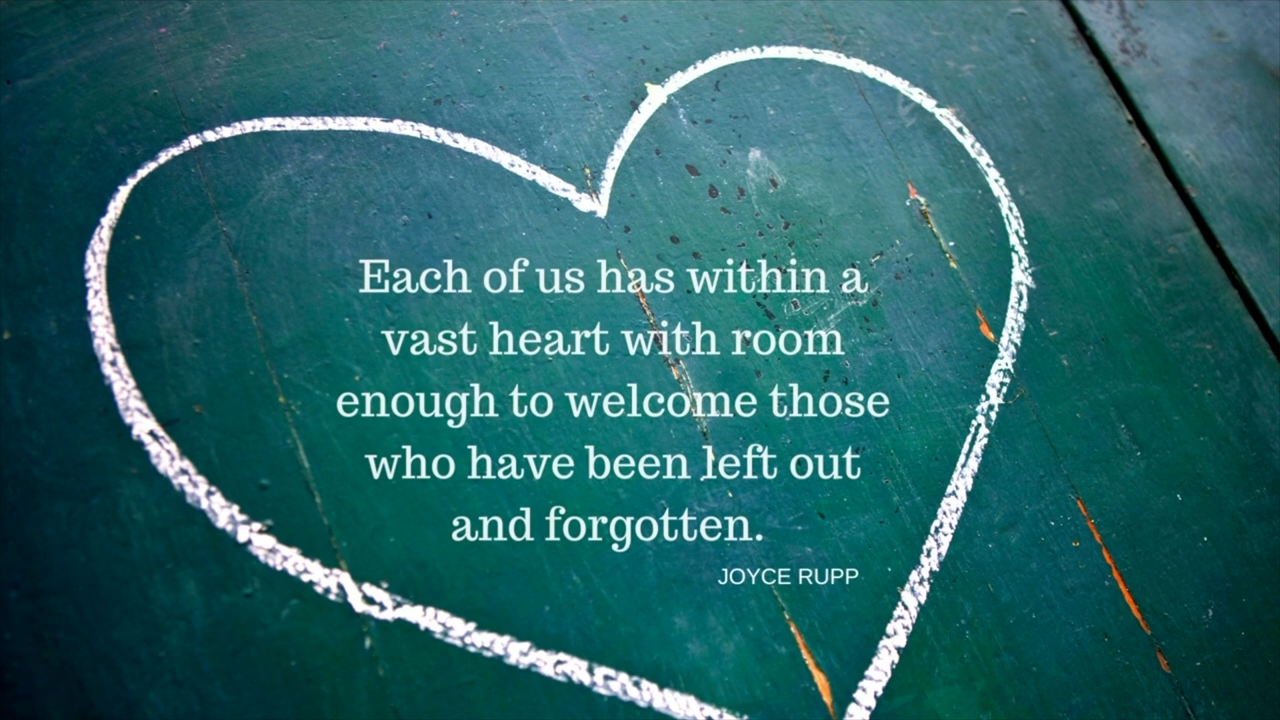 Each of us has within a
vast heart with room
enough to welcome those
who have been left out
and forgotten.
JOYCE RUPP